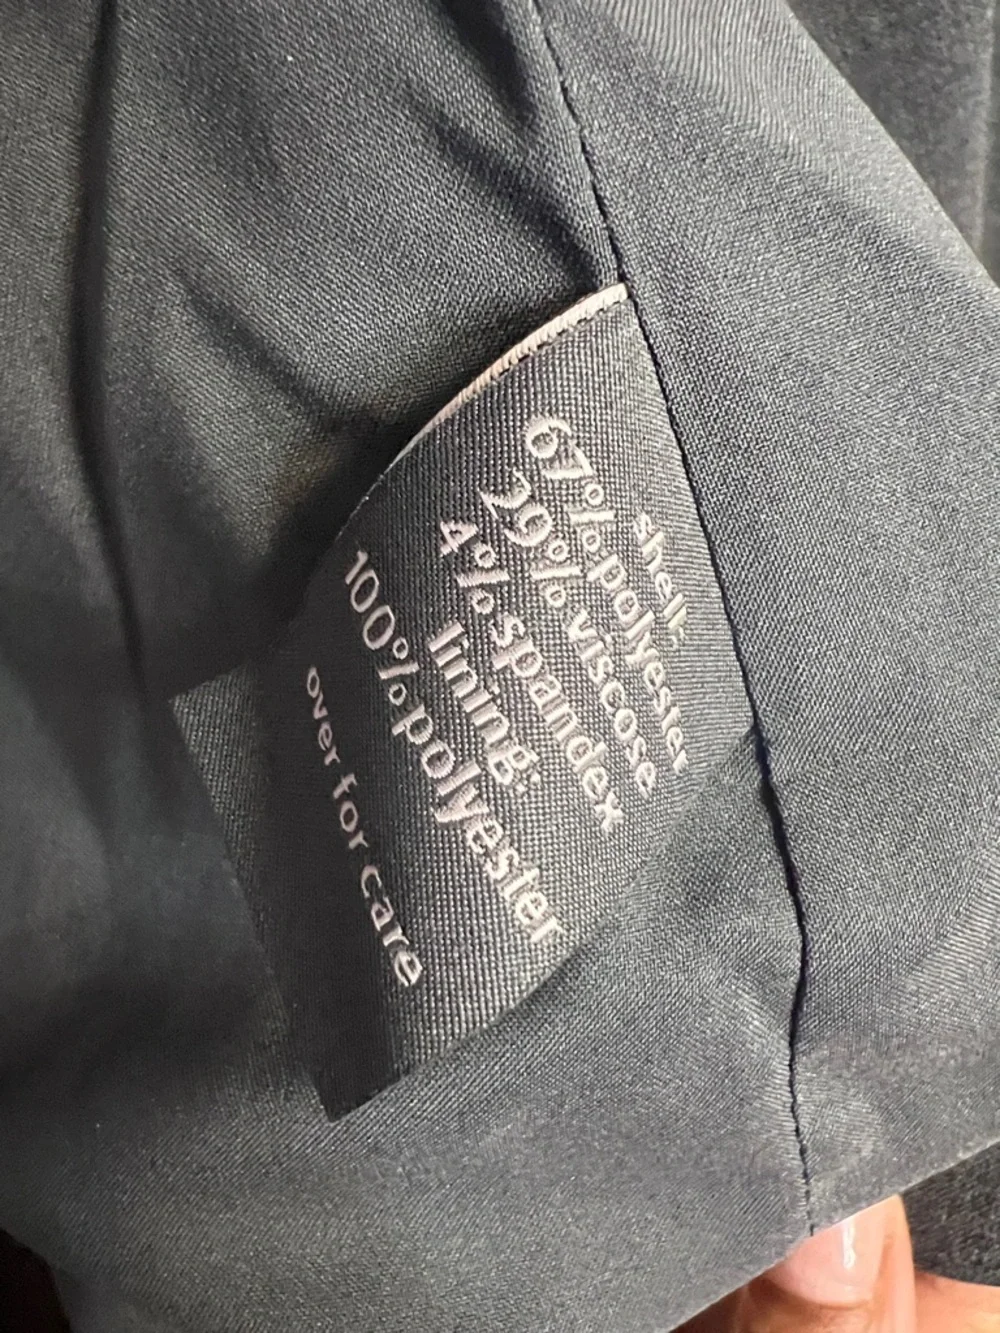 shell:
67% polyester
29% viscose
4% spandex
lining:
100% polyester
over for care